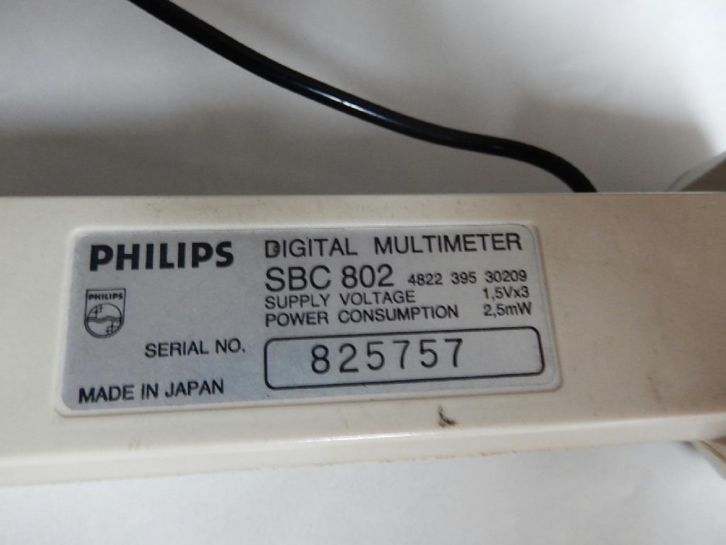 PHILIPS DIGITAL MULTIMETER
SBC 802 4822 395 30209
PHILIPS
SUPPLY VOLTAGE 1,5Vx3
POWER CONSUMPTION 2,5mW
SERIAL NO. 825757
MADE IN JAPAN